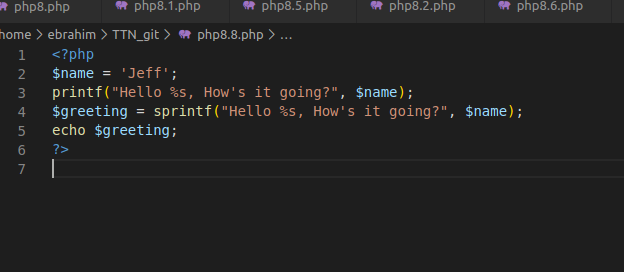 php8.php php8.1.php php8.5.php php8.2.php php8.6.php
home > ebrahim > TTN_git > php8.8.php > ...
1 <?php
2 $name = 'Jeff';
3 printf("Hello %s, How's it going?", $name);
4 $greeting = sprintf("Hello %s, How's it going?", $name);
5 echo $greeting;
6 ?>
7